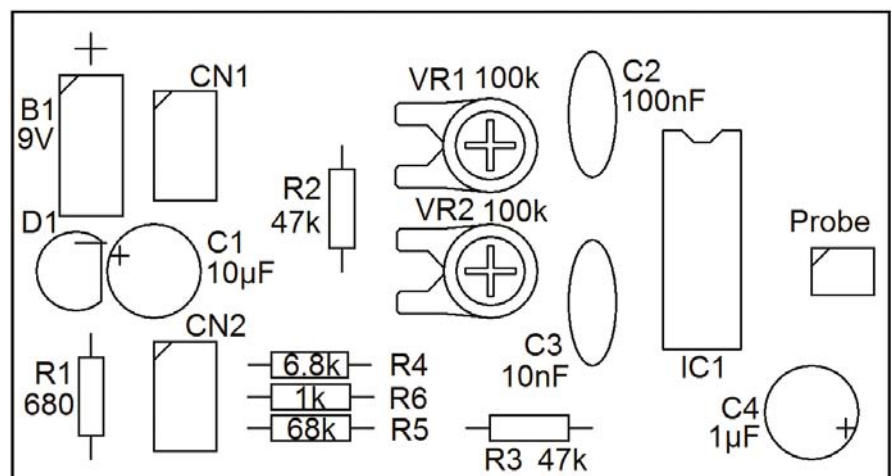 +
B1
9V
CN1
VR1 100k
C2
100nF
R2
47k
VR2 100k
Probe
D1
+
C1
10µF
CN2
R1
680
6.8k R4
1k R6
68k R5
R3 47k
C3
10nF
IC1
C4
1µF
+